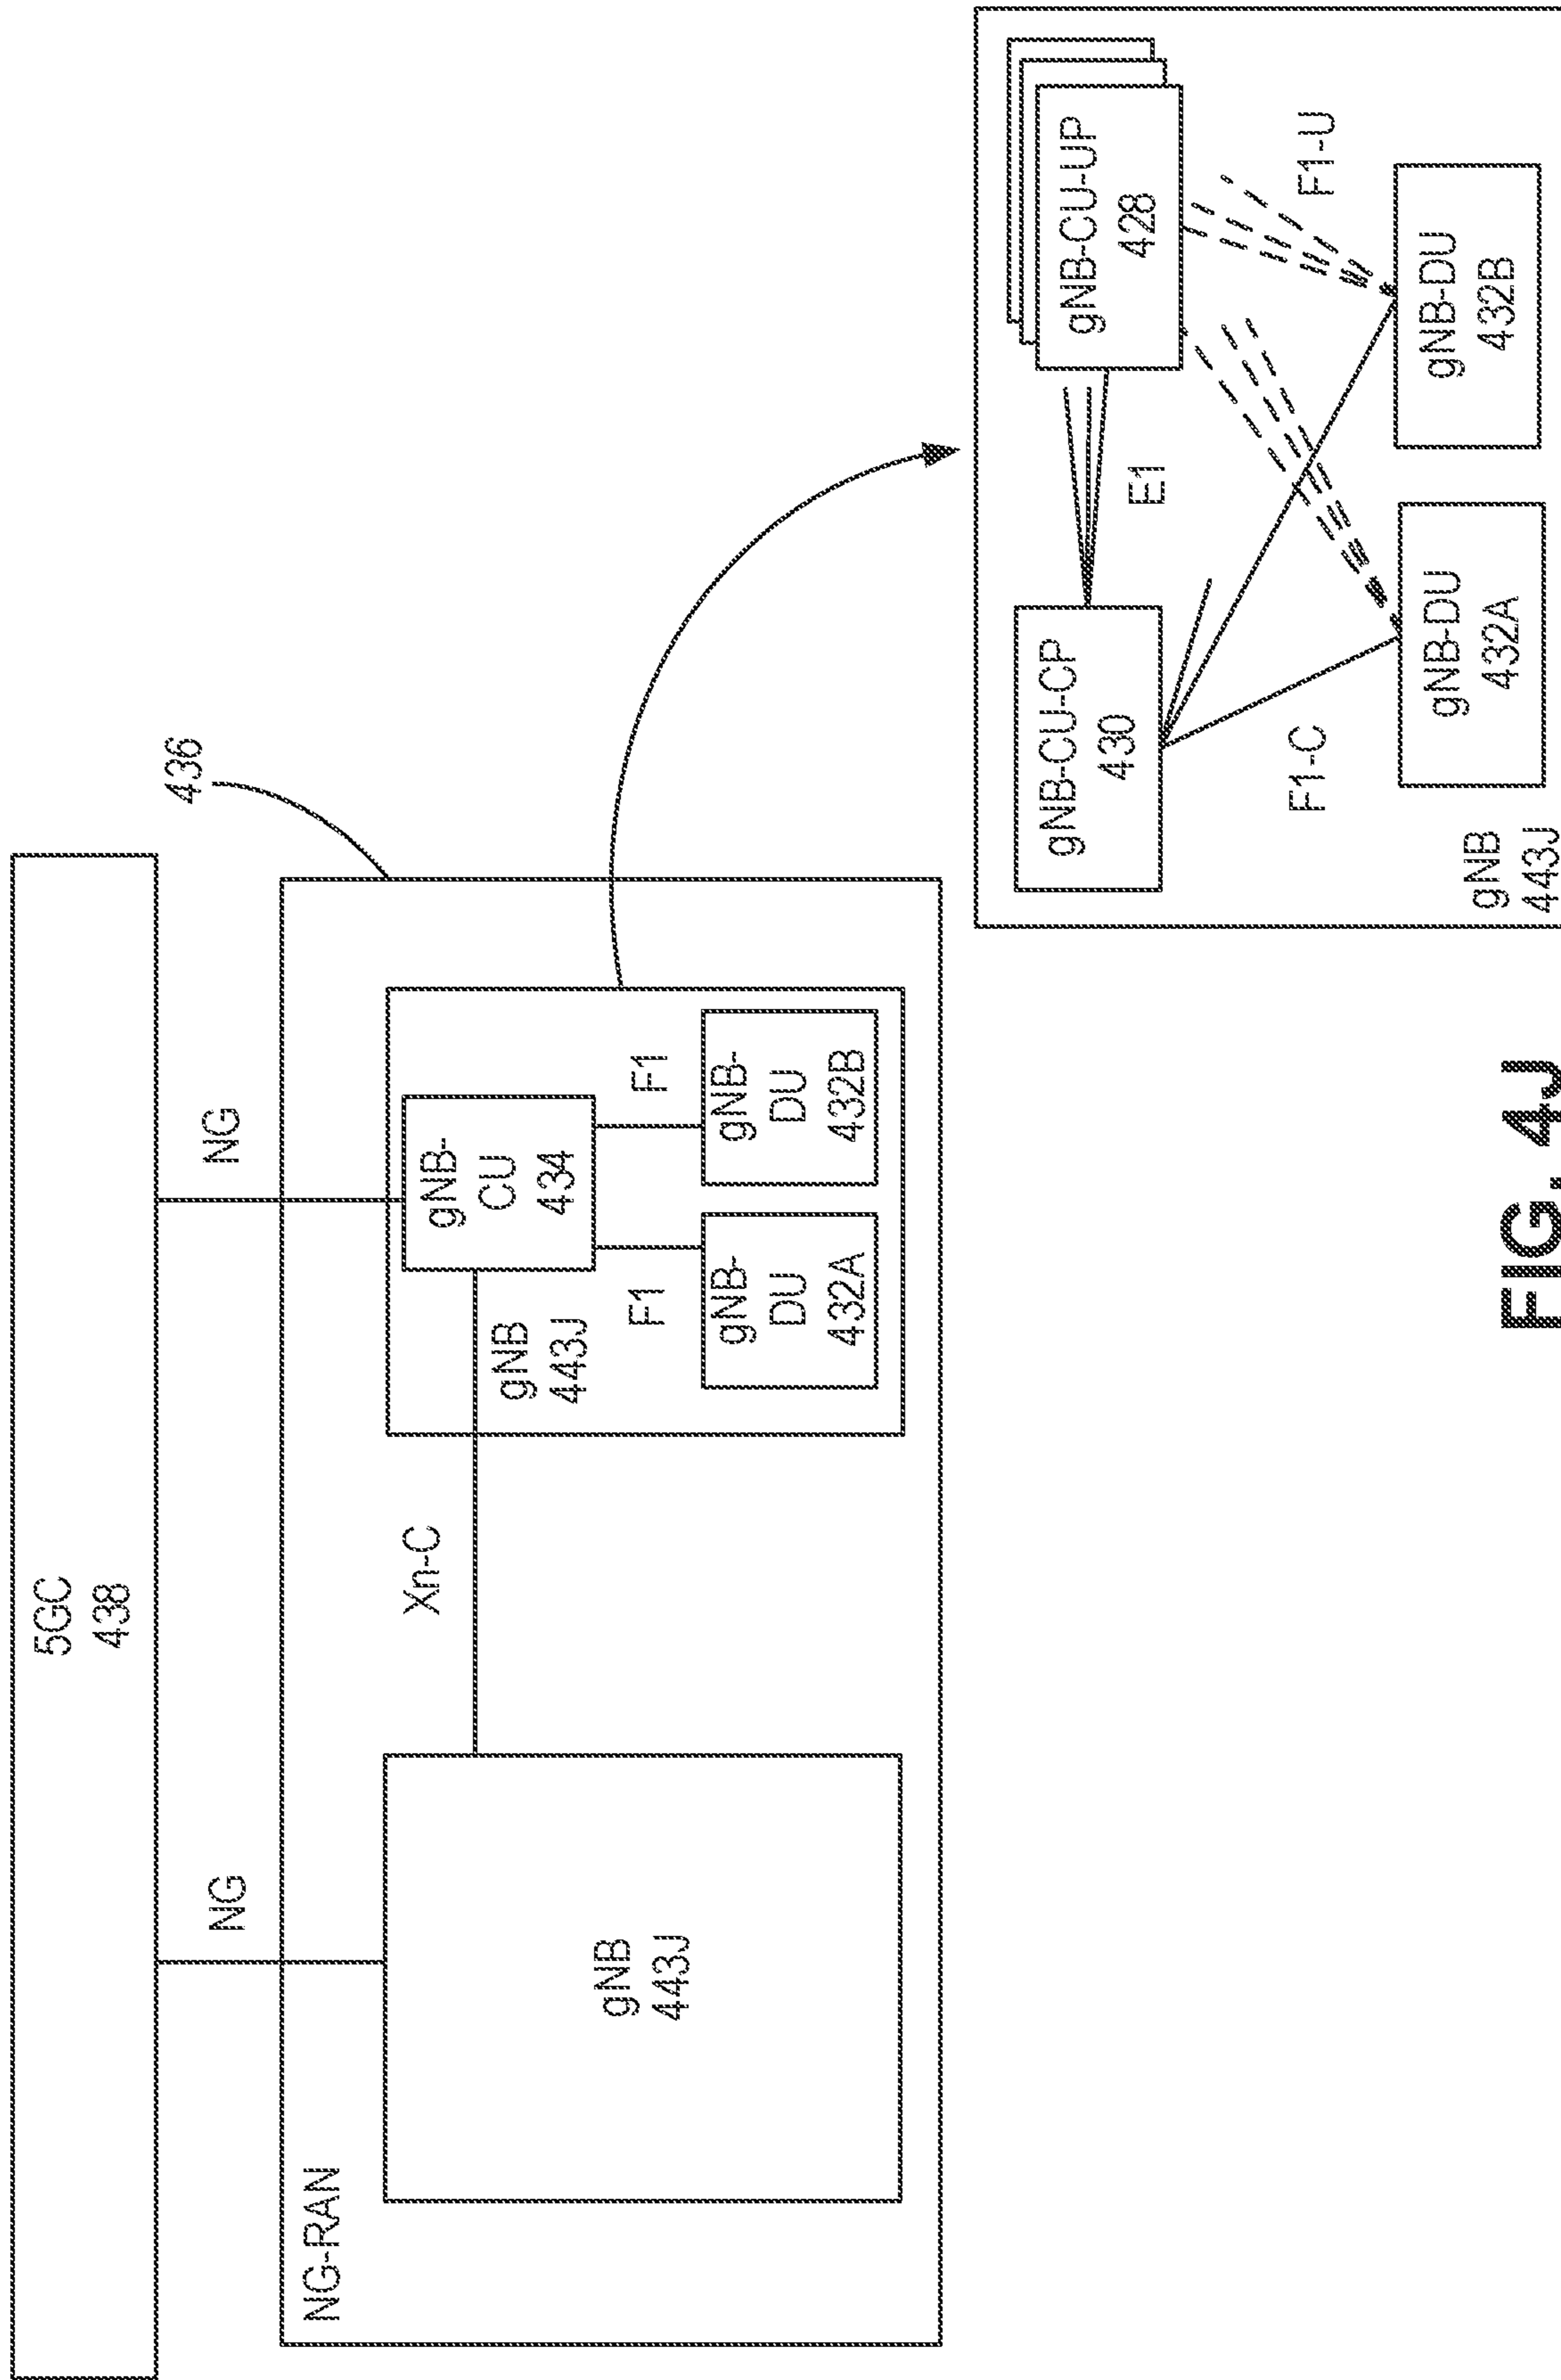 5GC
438
NG
NG
436
NG-RAN
gNB
443J
Xn-C
gNB-
CU
434
gNB
443J
F1
F1
gNB-
DU
432A
gNB-
DU
432B
gNB-CU-CP
430
gNB-CU-UP
428
E1
F1-C
F1-U
gNB-DU
432A
gNB-DU
432B
gNB
443J
FIG. 4J